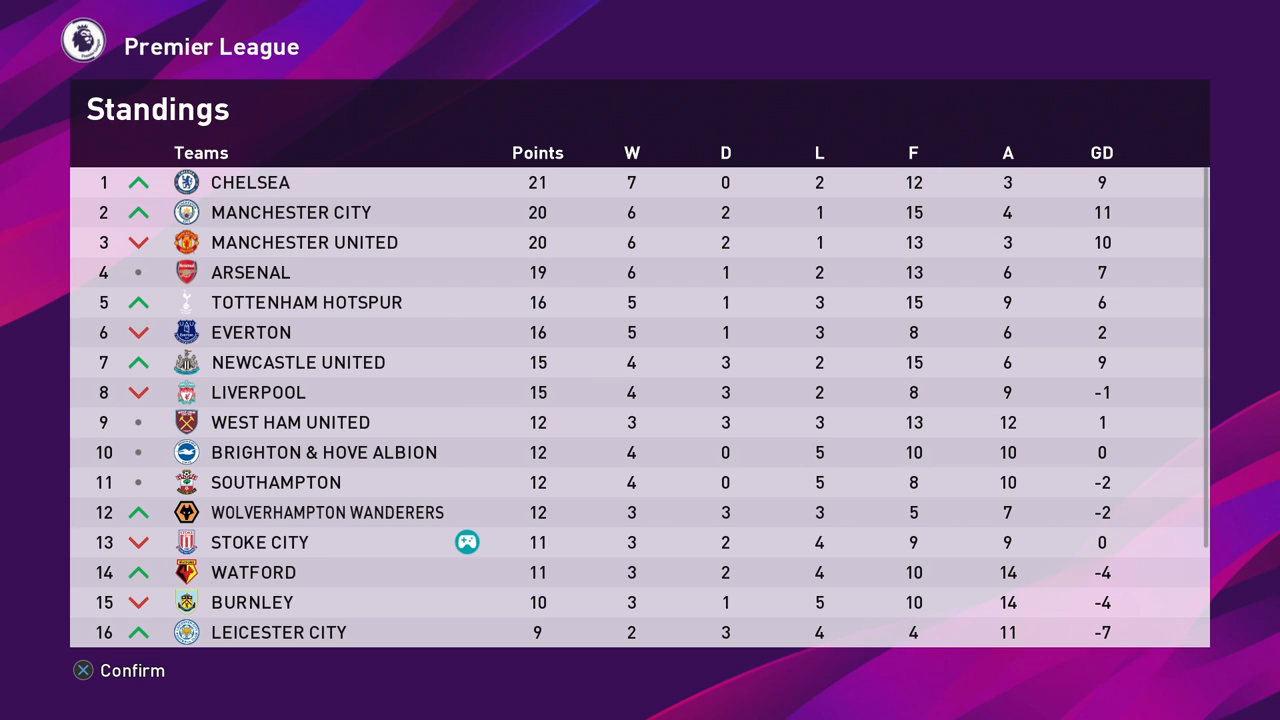 Premier League
Standings
Teams Points W D L F A GD
1 CHELSEA 21 7 0 2 12 3 9
2 MANCHESTER CITY 20 6 2 1 15 4 11
3 MANCHESTER UNITED 20 6 2 1 13 3 10
4 ARSENAL 19 6 1 2 13 6 7
5 TOTTENHAM HOTSPUR 16 5 1 3 15 9 6
6 EVERTON 16 5 1 3 8 6 2
7 NEWCASTLE UNITED 15 4 3 2 15 6 9
8 LIVERPOOL 15 4 3 2 8 9 -1
9 WEST HAM UNITED 12 3 3 3 13 12 1
10 BRIGHTON & HOVE ALBION 12 4 0 5 10 10 0
11 SOUTHAMPTON 12 4 0 5 8 10 -2
12 WOLVERHAMPTON WANDERERS 12 3 3 3 5 7 -2
13 STOKE CITY 11 3 2 4 9 9 0
14 WATFORD 11 3 2 4 10 14 -4
15 BURNLEY 10 3 1 5 10 14 -4
16 LEICESTER CITY 9 2 3 4 4 11 -7
Confirm